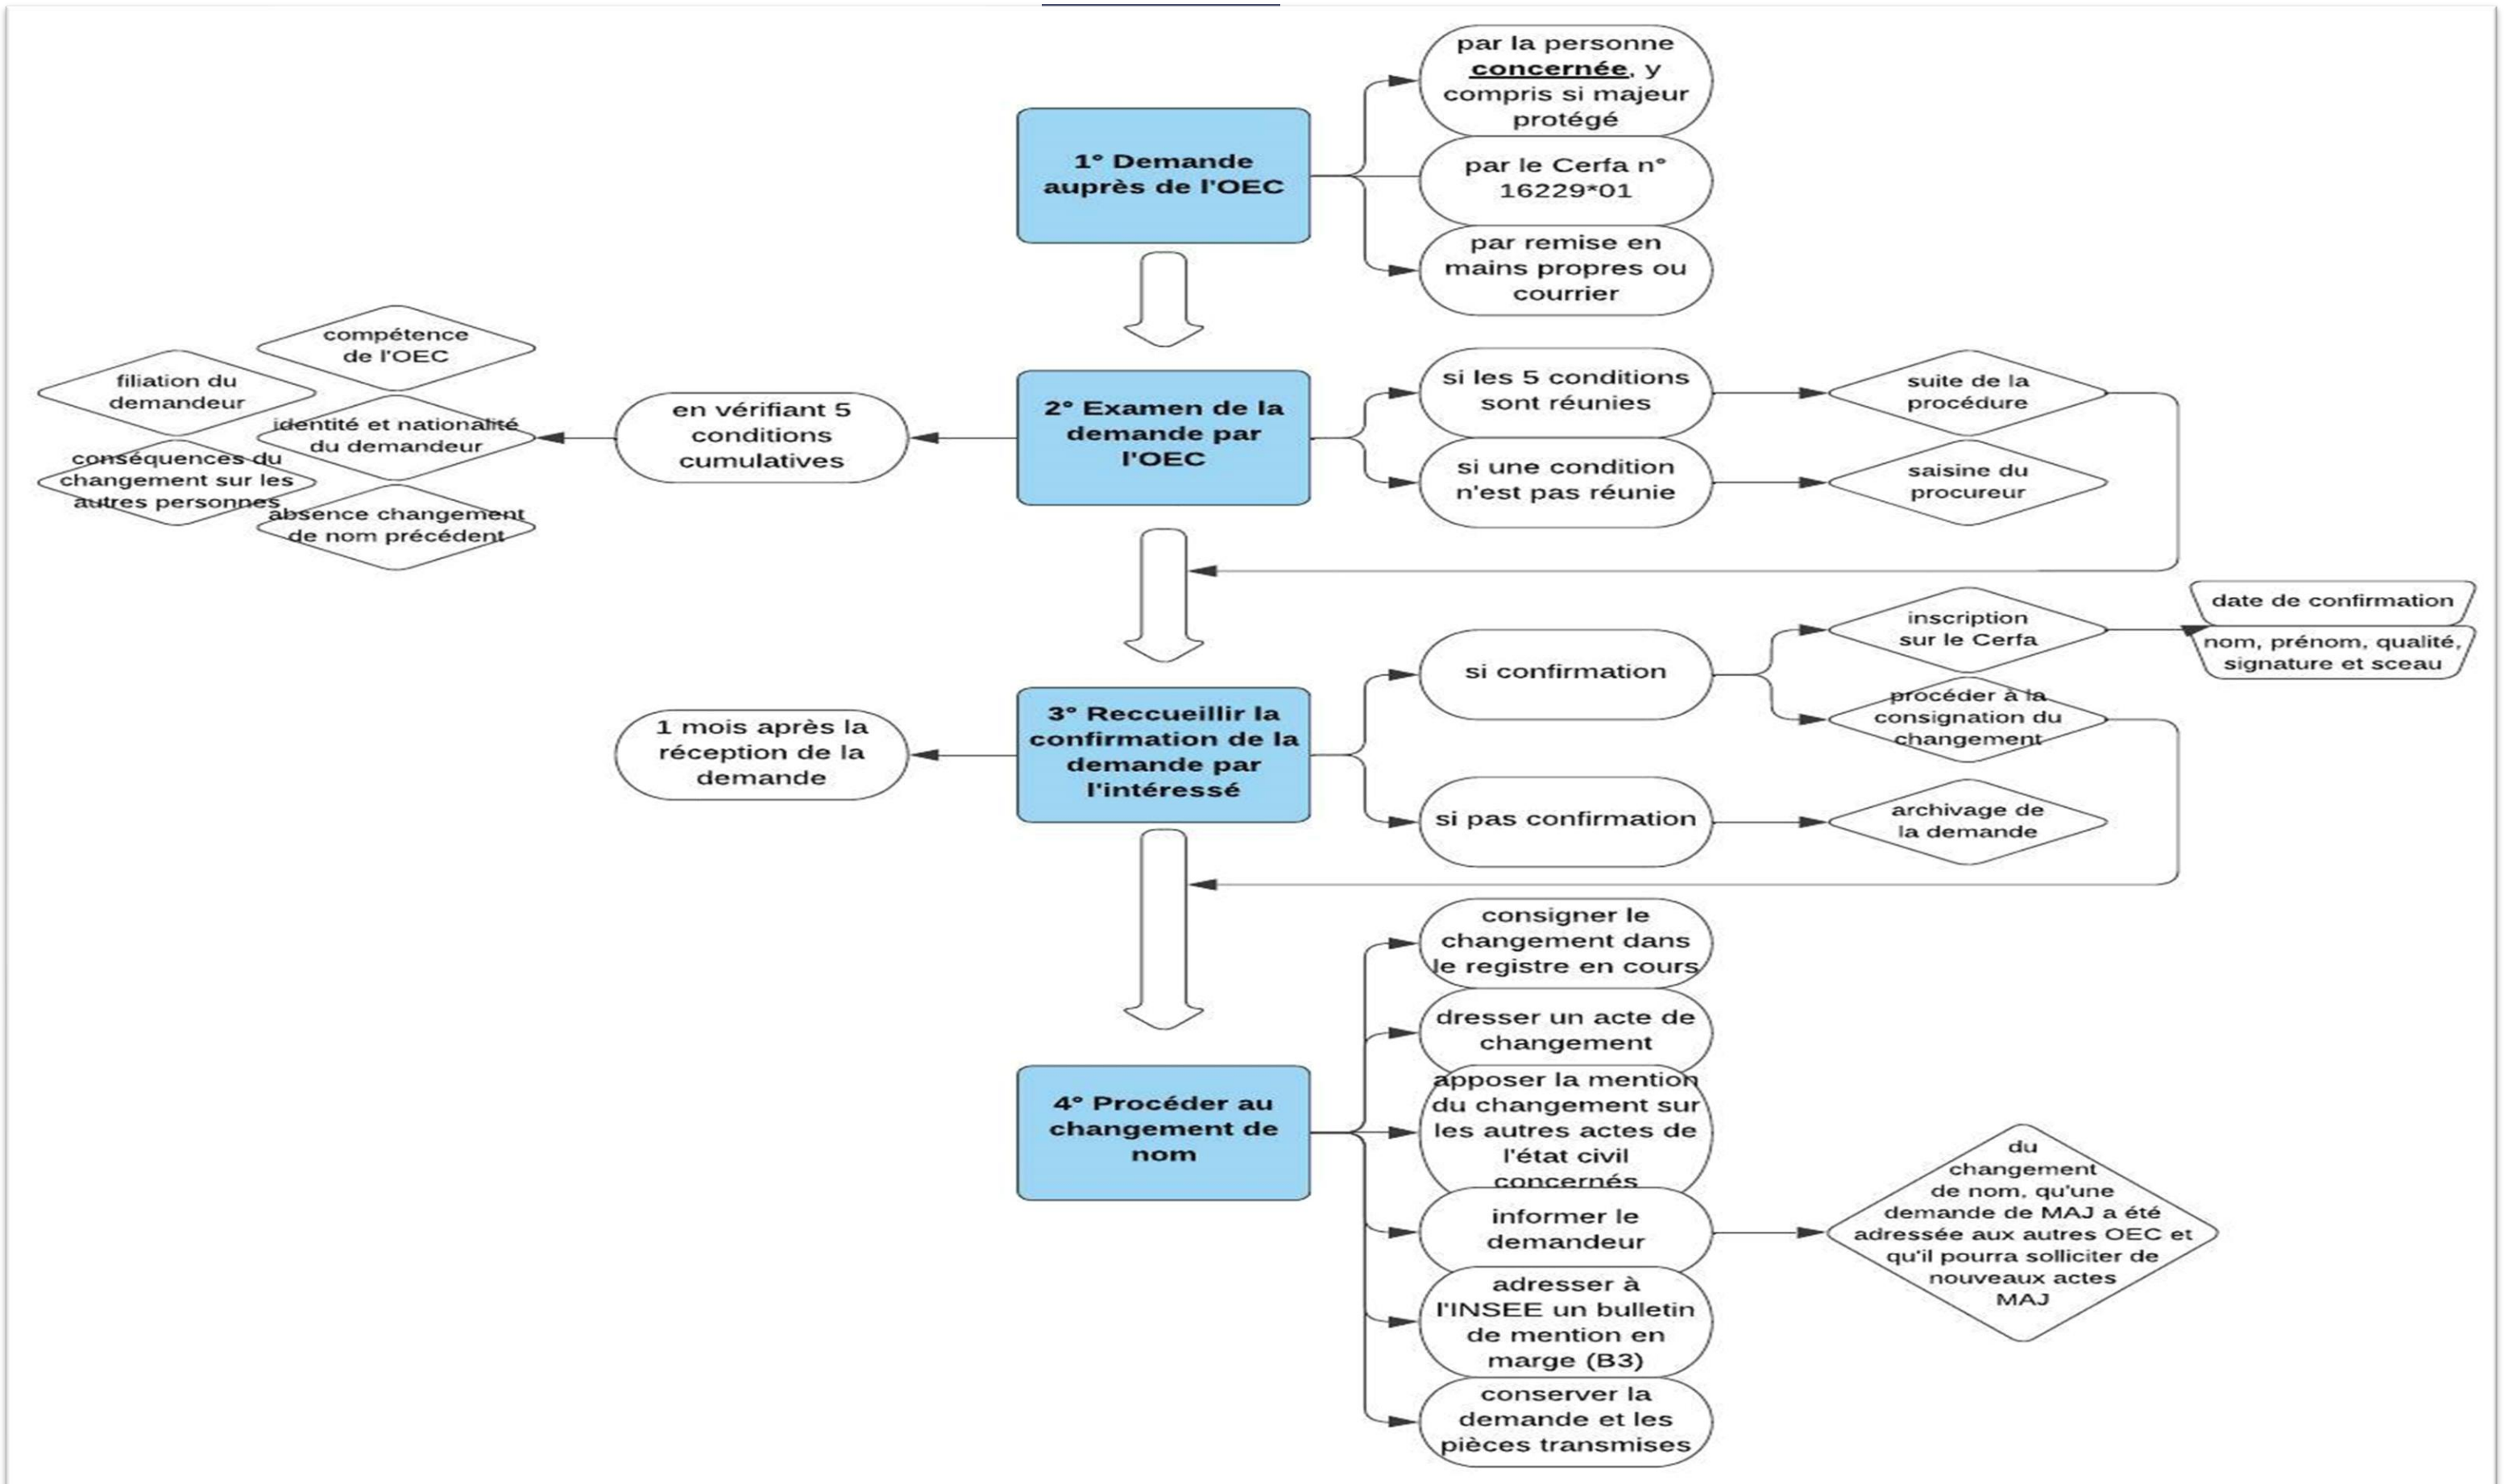 par la personne
concernée, y
compris si majeur
protégé
1° Demande
auprès de l'OEC
par le Cerfa n°
16229*01
par remise en
mains propres ou
courrier
compétence
de l'OEC
filiation du
demandeur
identité et nationalité
du demandeur
conséquences du
changement sur les
autres personnes
absence changement
de nom précédent
en vérifiant 5
conditions
cumulatives
2° Examen de la
demande par
l'OEC
si les 5 conditions
sont réunies
suite de la
procédure
si une condition
n'est pas réunie
saisine du
procureur
1 mois après la
réception de la
demande
3° Reccueillir la
confirmation de la
demande par
l'intéressé
si confirmation
inscription
sur le Cerfa
date de confirmation
nom, prénom, qualité,
signature et sceau
procéder à la
consignation du
changement
si pas confirmation
archivage de
la demande
4° Procéder au
changement de
nom
consigner le
changement dans
le registre en cours
dresser un acte de
changement
apposer la mention
du changement sur
les autres actes de
l'état civil
concernés
informer le
demandeur
du
changement
de nom, qu'une
demande de MAJ a été
adressée aux autres OEC et
qu'il pourra solliciter de
nouveaux actes
MAJ
adresser à
l'INSEE un bulletin
de mention en
marge (B3)
conserver la
demande et les
pièces transmises